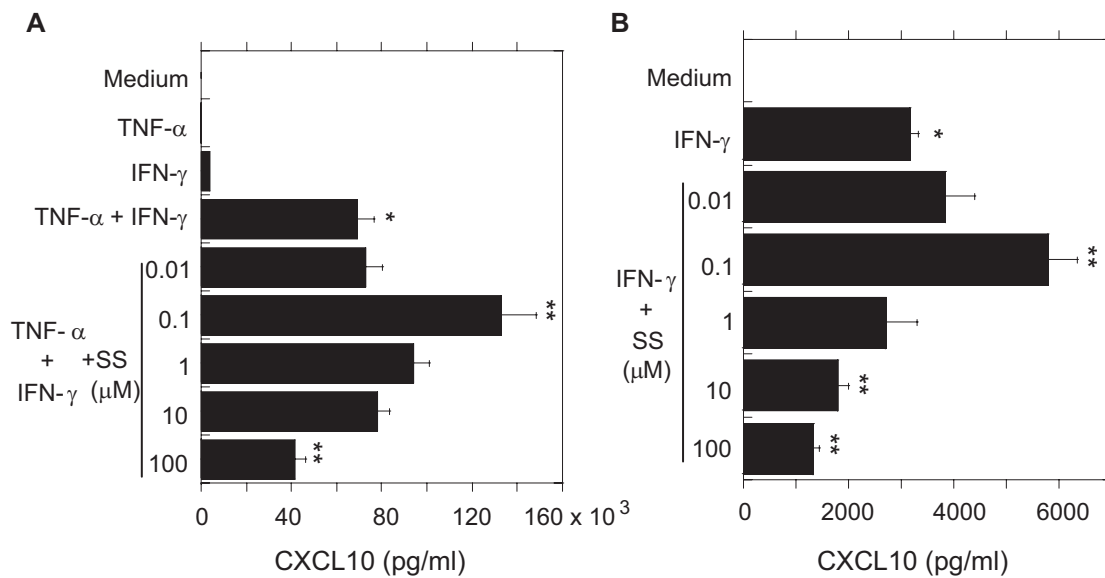 A
Medium
TNF-α
IFN-γ
TNF-α + IFN-γ
*
0.01
0.1
**
1
10
100
**
TNF- α
+ +SS
IFN-γ (μM)
0 40 80 120 160 x 10 3
CXCL10 (pg/ml)
B
Medium
IFN-γ
*
0.01
0.1
**
1
10
**
100
**
IFN-γ
+
SS
(μM)
0 2000 4000 6000
CXCL10 (pg/ml)